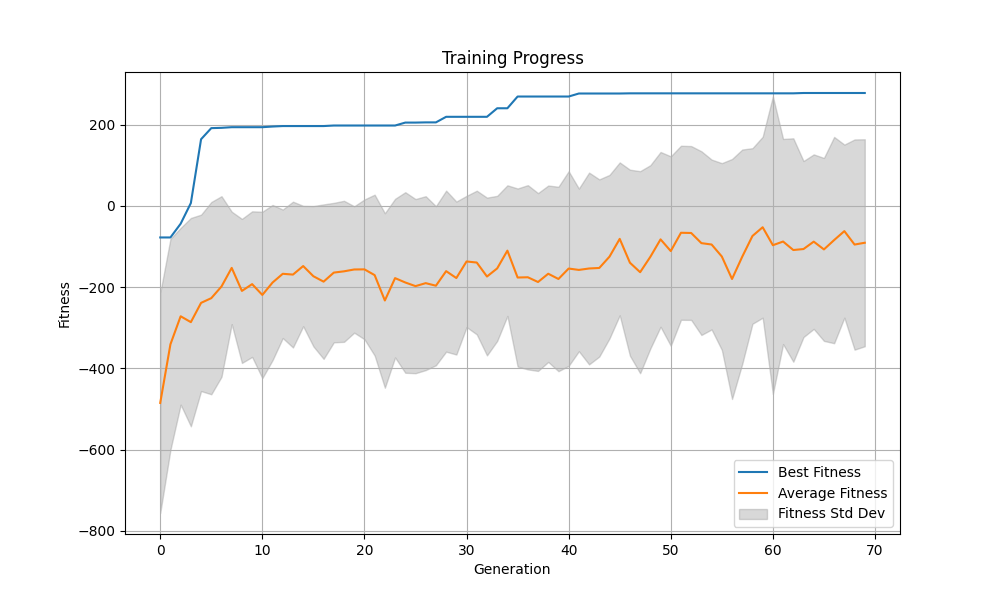 Training Progress
Fitness
200
0
−200
−400
−600
−800
0 10 20 30 40 50 60 70
Generation
Best Fitness
Average Fitness
Fitness Std Dev